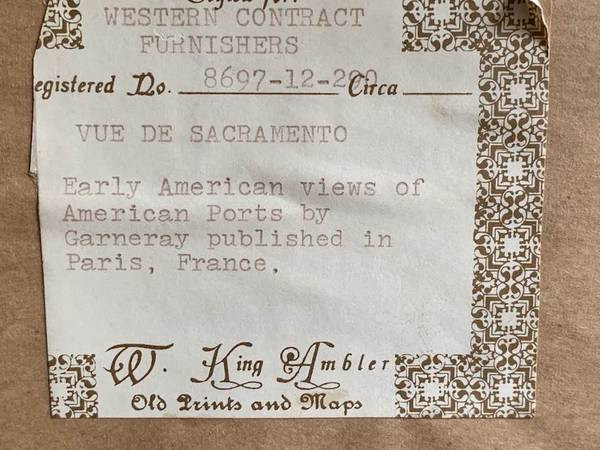 WESTERN CONTRACT
FURNISHERS
egistered No. 8697-12-200 Circa
VUE DE SACRAMENTO
Early American views of
American Ports by
Garneray published in
Paris, France.
W. King Ambler
Old Prints and Maps